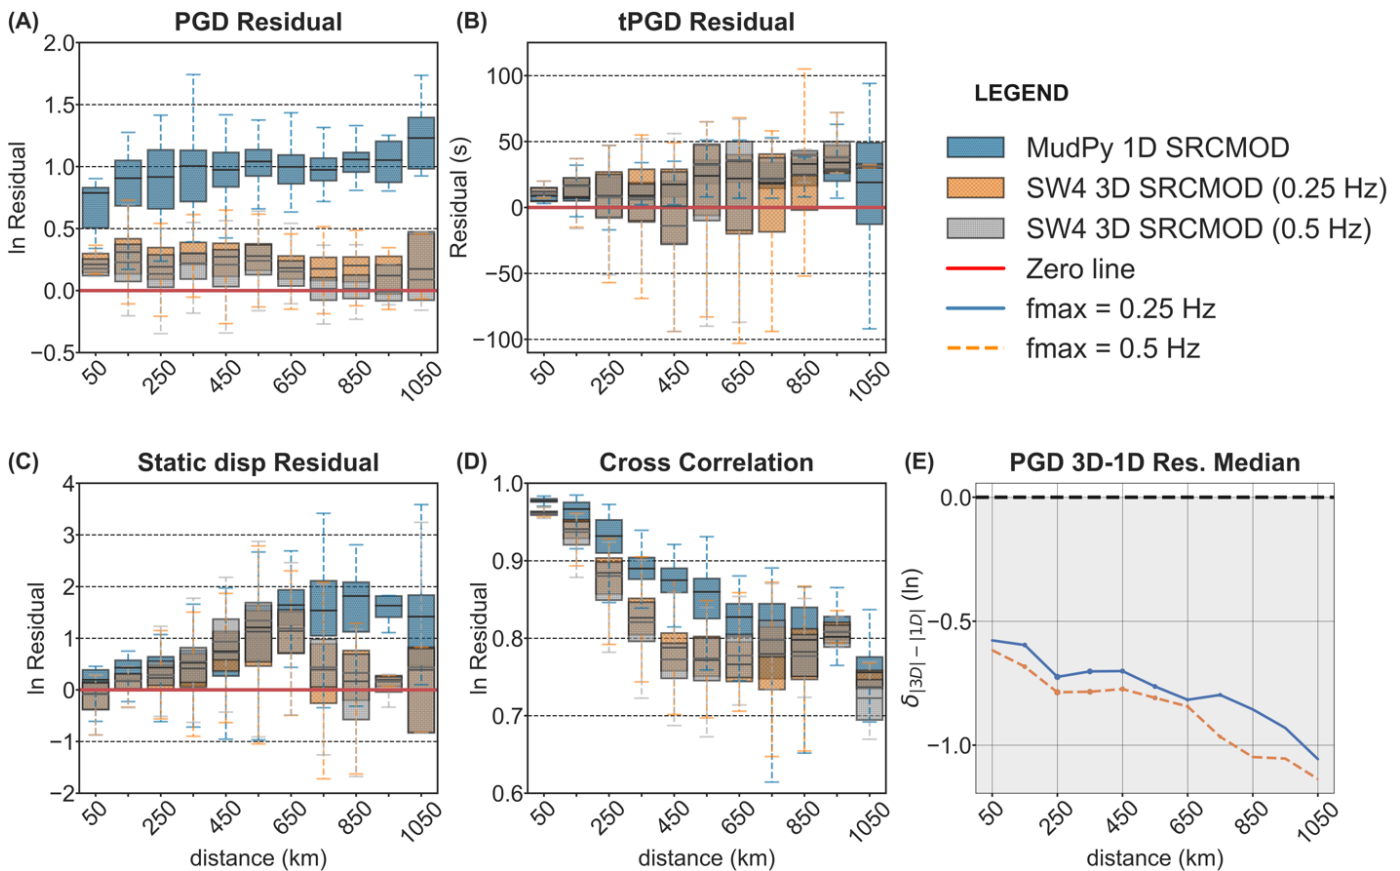 (A) PGD Residual
2.0
1.5
1.0
0.5
0.0
−0.5
ln Residual
50 250 450 650 850 1050
(B) tPGD Residual
100
50
0
−50
−100
Residual (s)
50 250 450 650 850 1050
LEGEND
MudPy 1D SRCMOD
SW4 3D SRCMOD (0.25 Hz)
SW4 3D SRCMOD (0.5 Hz)
Zero line
fmax = 0.25 Hz
fmax = 0.5 Hz
(C) Static disp Residual
4
3
2
1
0
−1
−2
ln Residual
50 250 450 650 850 1050
distance (km)
(D) Cross Correlation
1.0
0.9
0.8
0.7
0.6
ln Residual
50 250 450 650 850 1050
distance (km)
(E) PGD 3D-1D Res. Median
0.0
−0.5
−1.0
δ|3D| − |1D| (ln)
50 250 450 650 850 1050
distance (km)